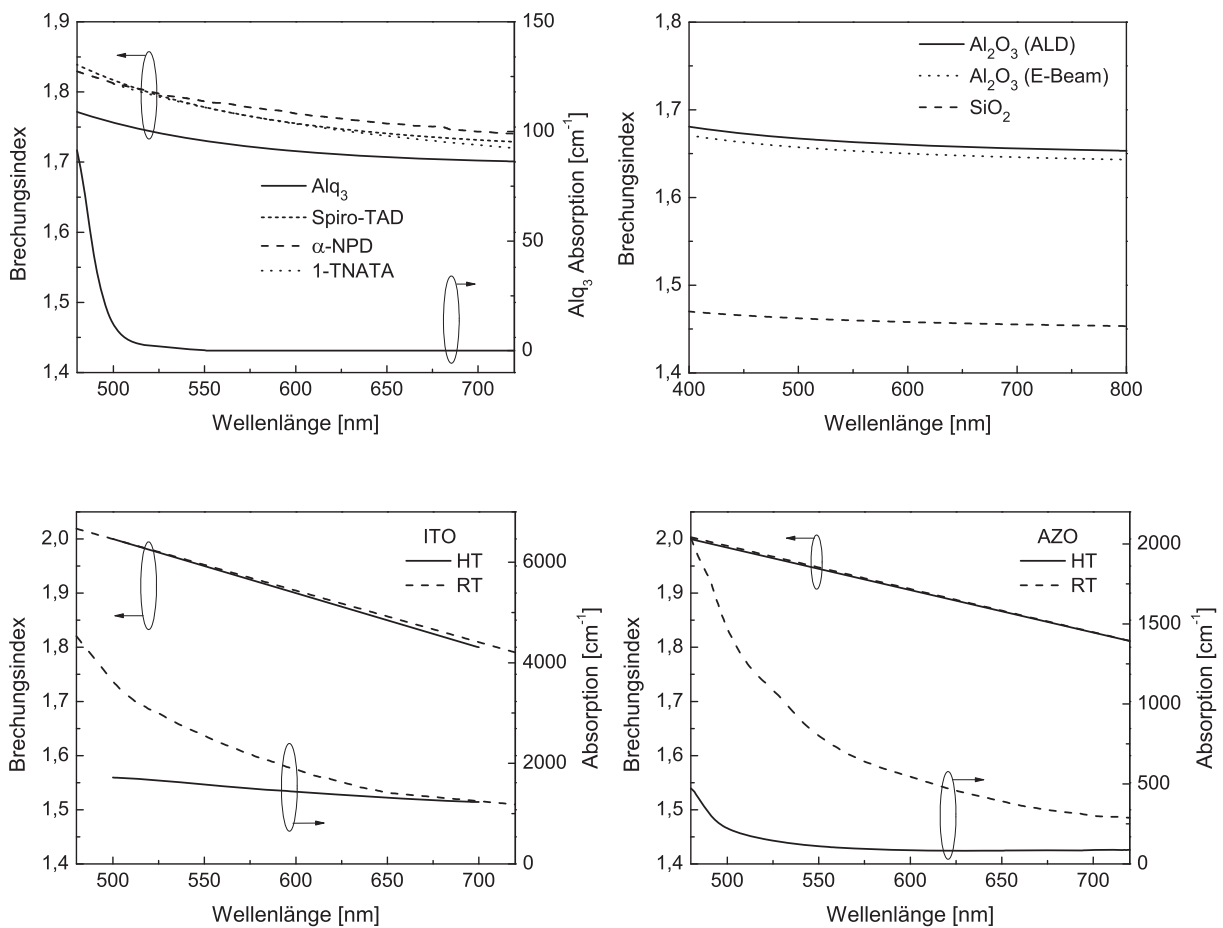 1,9
1,8
1,7
1,6
1,5
1,4
Brechungsindex
500
550
600
650
700
Wellenlänge [nm]
150
100
50
0
Alq3 Absorption [cm-1]
Alq3
Spiro-TAD
α-NPD
1-TNATA
1,8
1,7
1,6
1,5
1,4
Brechungsindex
400
500
600
700
800
Wellenlänge [nm]
Al2O3 (ALD)
Al2O3 (E-Beam)
SiO2
2,0
1,9
1,8
1,7
1,6
1,5
1,4
Brechungsindex
500
550
600
650
700
Wellenlänge [nm]
6000
4000
2000
0
Absorption [cm-1]
ITO
HT
RT
2,0
1,9
1,8
1,7
1,6
1,5
1,4
Brechungsindex
500
550
600
650
700
Wellenlänge [nm]
2000
1500
1000
500
0
Absorption [cm-1]
AZO
HT
RT